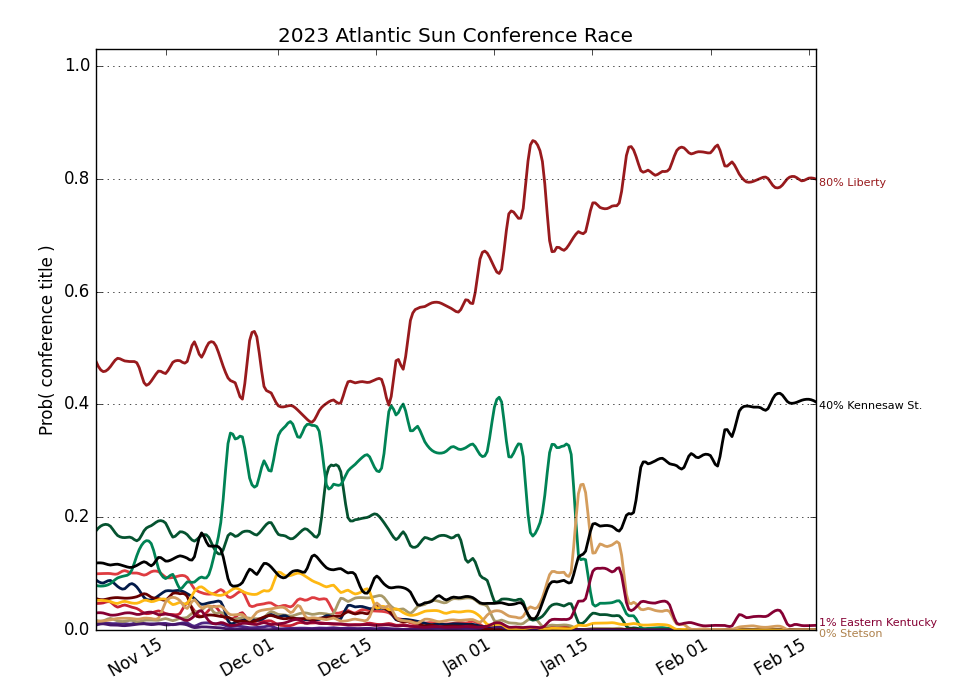 2023 Atlantic Sun Conference Race
Prob( conference title )
1.0
0.8
0.6
0.4
0.2
0.0
80% Liberty
40% Kennesaw St.
1% Eastern Kentucky
0% Stetson
Nov 15
Dec 01
Dec 15
Jan 01
Jan 15
Feb 01
Feb 15